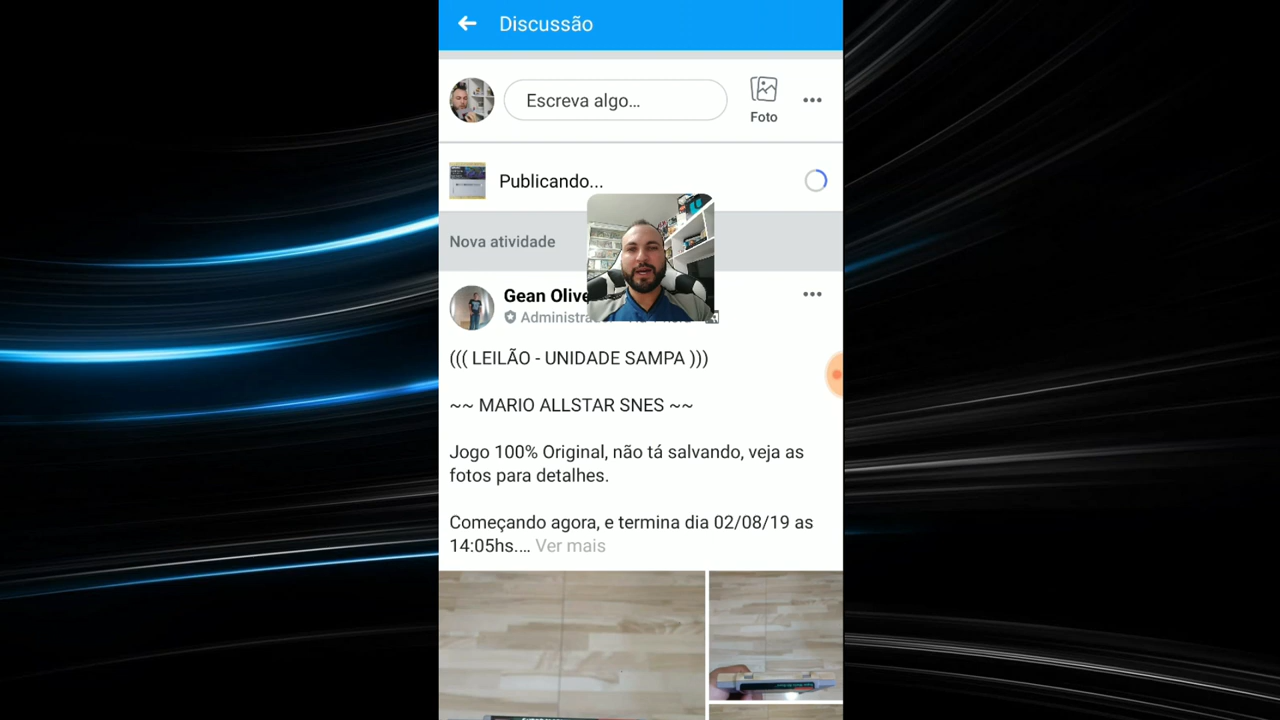 Discussão
Escreva algo...
Foto
Publicando...
Nova atividade
Gean Olive
Administra
((( LEILÃO - UNIDADE SAMPA )))
~~ MARIO ALLSTAR SNES ~~
Jogo 100% Original, não tá salvando, veja as
fotos para detalhes.
Começando agora, e termina dia 02/08/19 as
14:05hs.... Ver mais